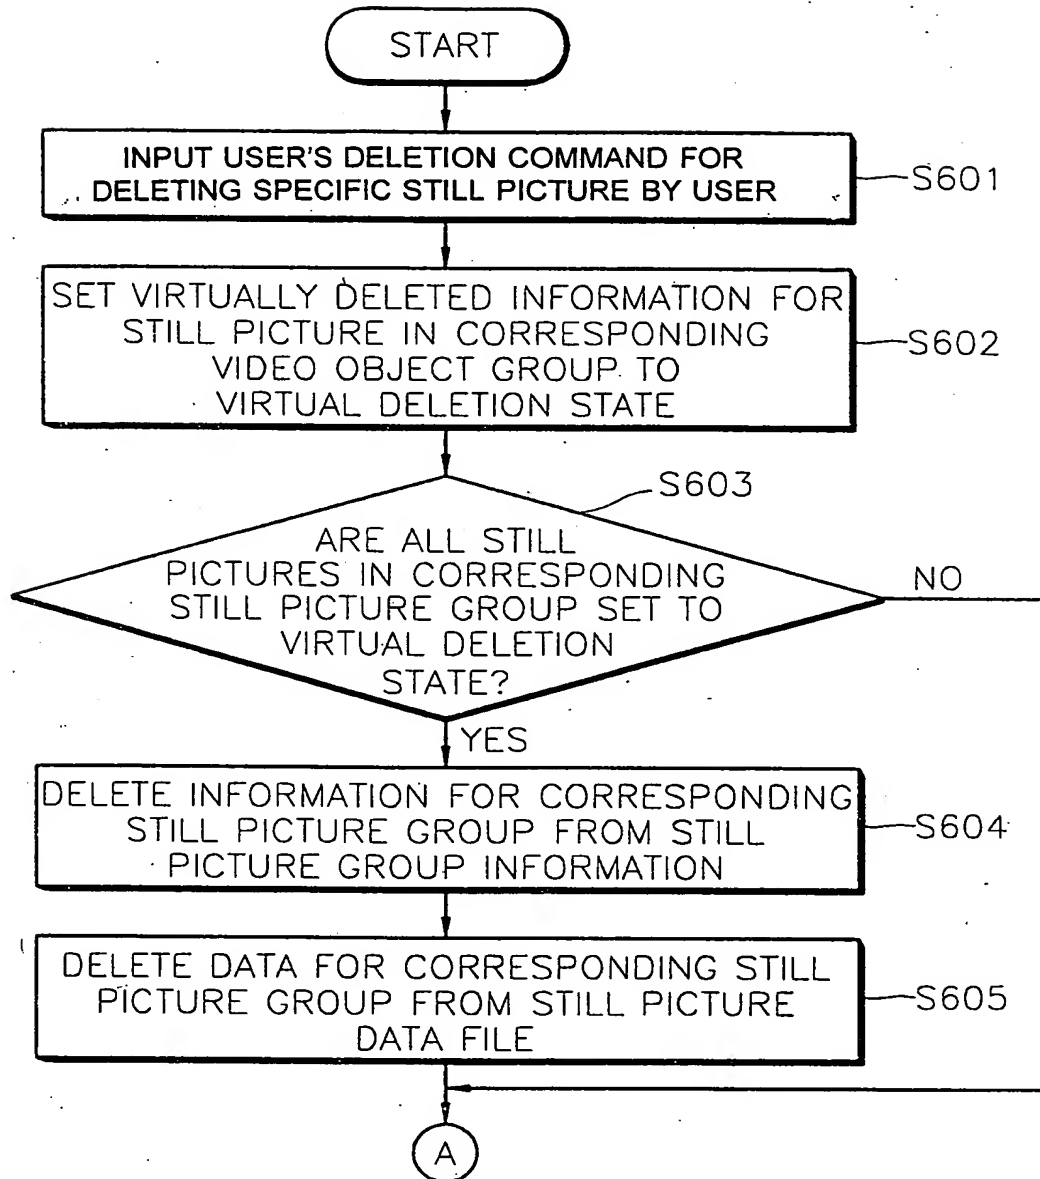 START
INPUT USER'S DELETION COMMAND FOR
DELETING SPECIFIC STILL PICTURE BY USER
S601
SET VIRTUALLY DELETED INFORMATION FOR
STILL PICTURE IN CORRESPONDING
VIDEO OBJECT GROUP TO
VIRTUAL DELETION STATE
S602
S603
ARE ALL STILL
PICTURES IN CORRESPONDING
STILL PICTURE GROUP SET TO
VIRTUAL DELETION
STATE?
NO
YES
DELETE INFORMATION FOR CORRESPONDING
STILL PICTURE GROUP FROM STILL
PICTURE GROUP INFORMATION
S604
DELETE DATA FOR CORRESPONDING STILL
PICTURE GROUP FROM STILL PICTURE
DATA FILE
S605
A